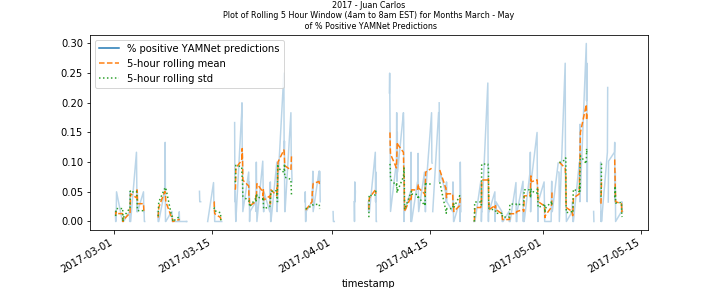 2017 - Juan Carlos
Plot of Rolling 5 Hour Window (4am to 8am EST) for Months March - May
of % Positive YAMNet Predictions
% positive YAMNet predictions
5-hour rolling mean
5-hour rolling std
0.30
0.25
0.20
0.15
0.10
0.05
0.00
2017-03-01
2017-03-15
2017-04-01
2017-04-15
2017-05-01
2017-05-15
timestamp